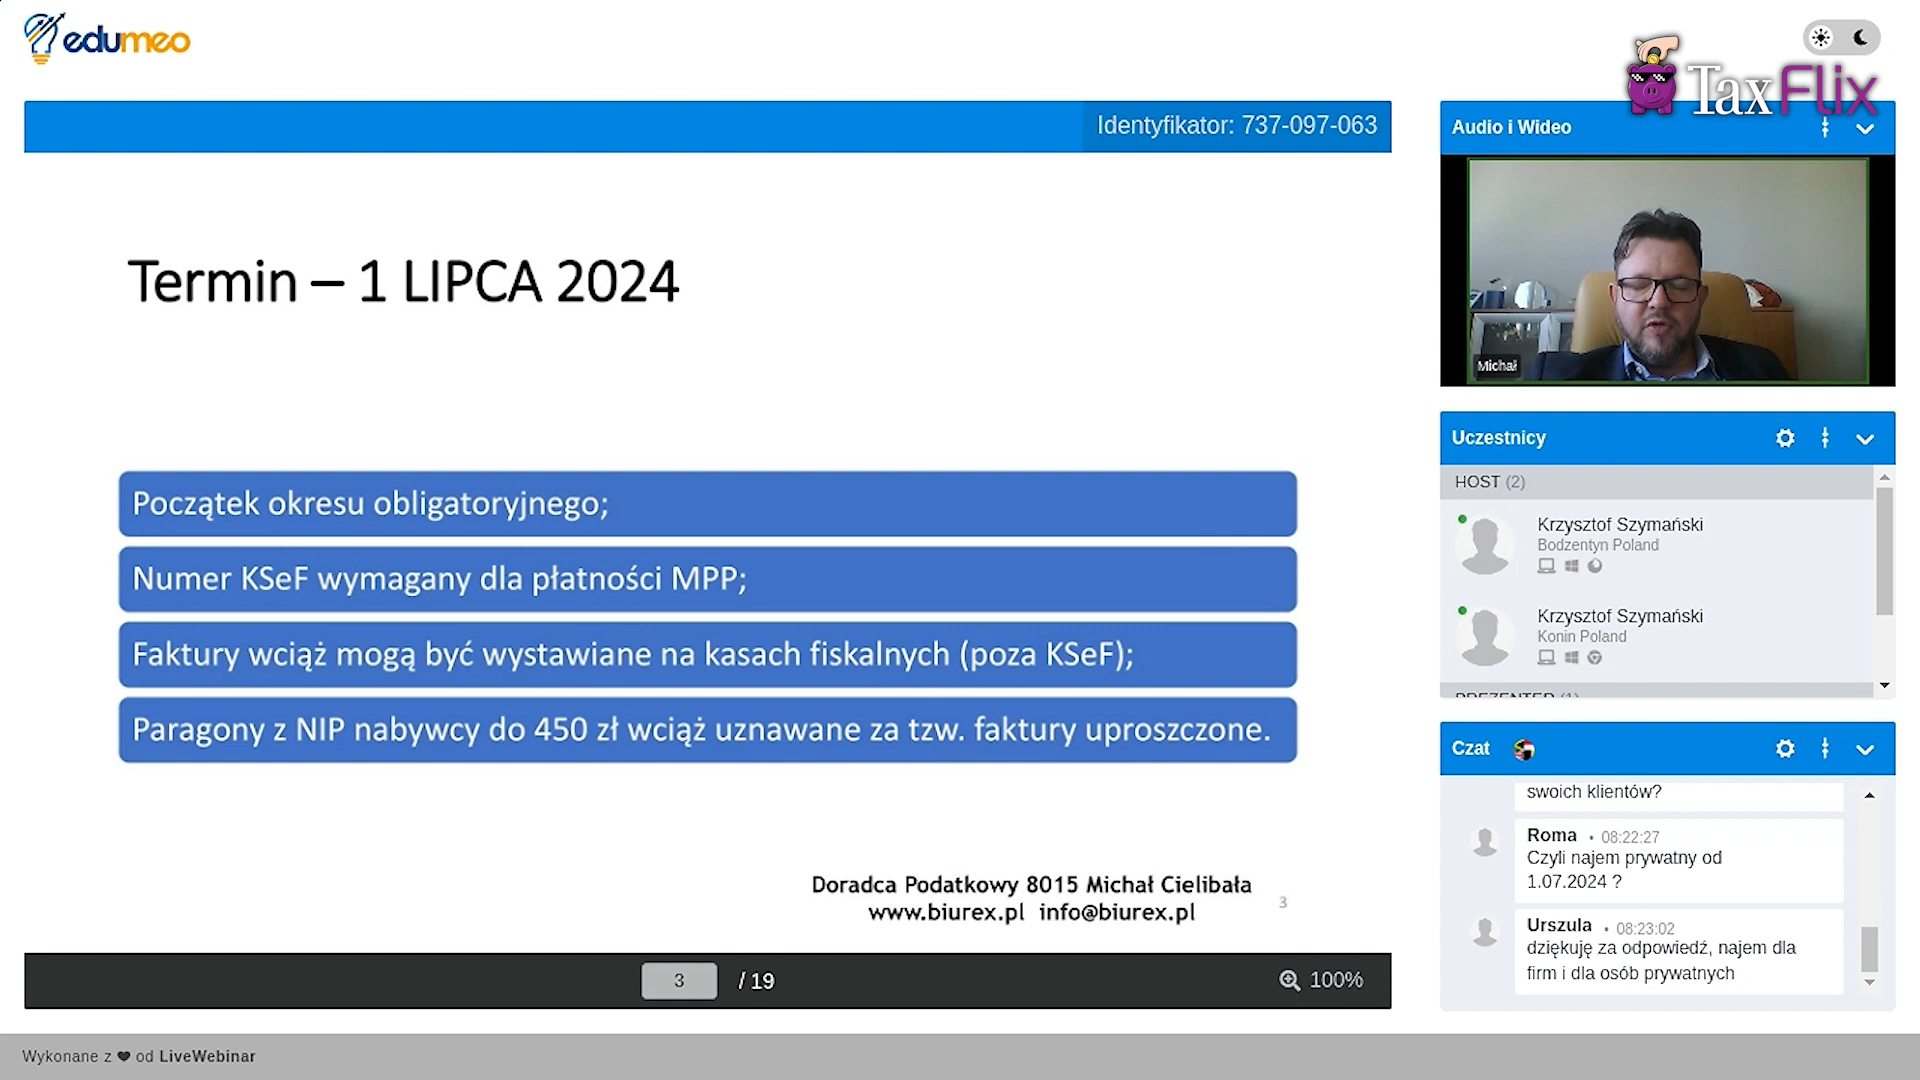 edumeo
TaxFlix
Identyfikator: 737-097-063
Termin – 1 LIPCA 2024
Początek okresu obligatoryjnego;
Numer KSeF wymagany dla płatności MPP;
Faktury wciąż mogą być wystawiane na kasach fiskalnych (poza KSeF);
Paragony z NIP nabywcy do 450 zł wciąż uznawane za tzw. faktury uproszczone.
Doradca Podatkowy 8015 Michał Cielibała
www.biurex.pl info@biurex.pl
3
3 / 19
100%
Audio i Wideo
Michał
Uczestnicy
HOST (2)
Krzysztof Szymański
Bodzentyn Poland
Krzysztof Szymański
Konin Poland
PREZENTER (1)
Czat
swoich klientów?
Roma • 08:22:27
Czyli najem prywatny od
1.07.2024 ?
Urszula • 08:23:02
dziękuję za odpowiedź, najem dla
firm i dla osób prywatnych
Wykonane z ❤ od LiveWebinar